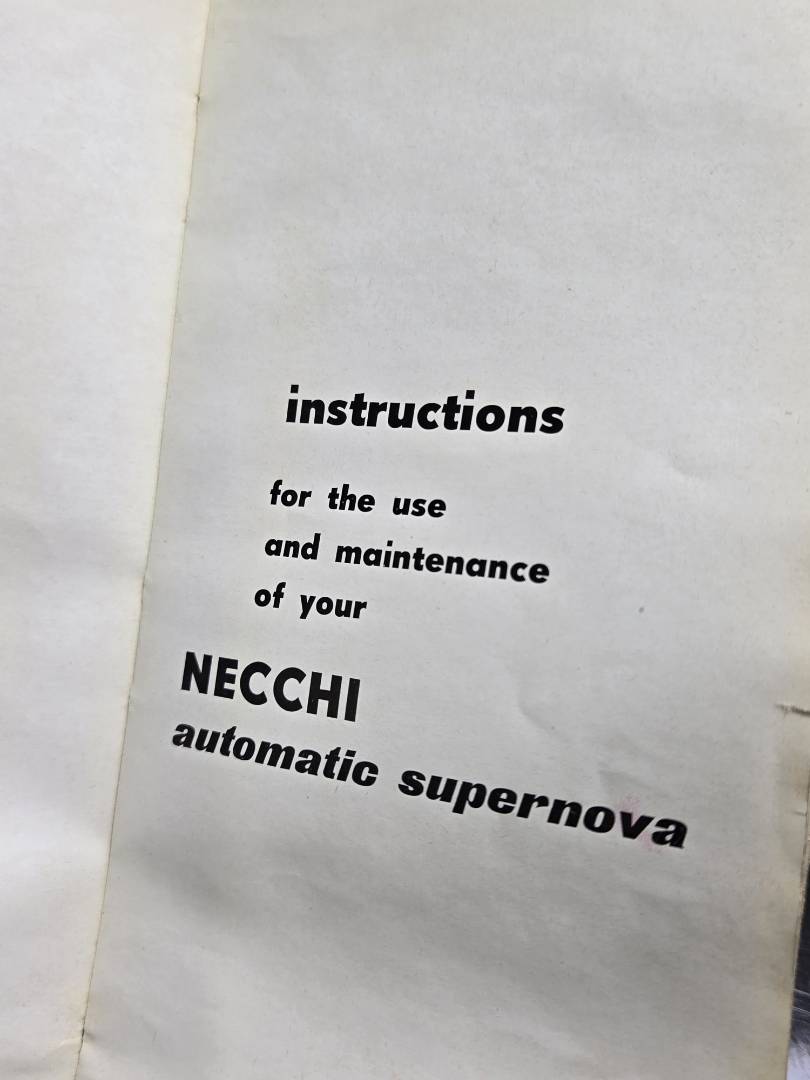 instructions
for the use
and maintenance
of your
NECCHI
automatic supernova